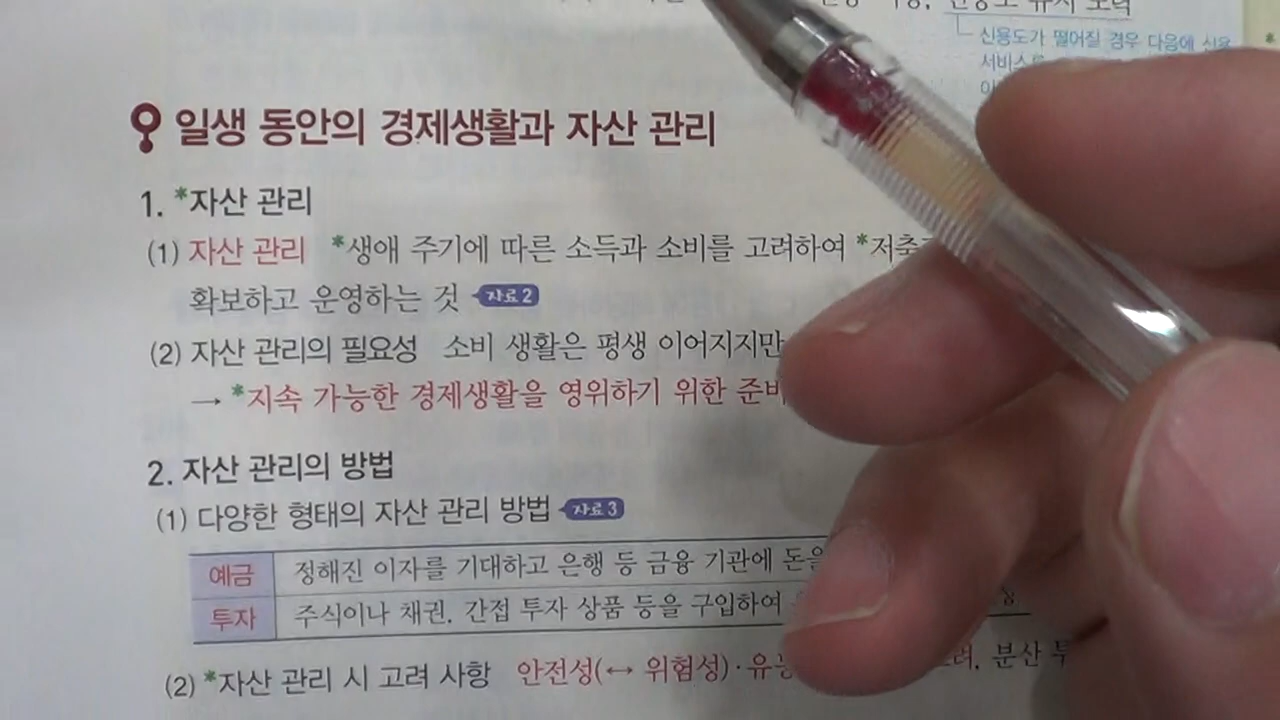 신용도 유지 노력
신용도가 떨어질 경우 다음에 신용
서비스를
일생 동안의 경제생활과 자산 관리
1. *자산 관리
(1) 자산 관리 *생애 주기에 따른 소득과 소비를 고려하여
확보하고 운영하는 것 자료 2
(2) 자산 관리의 필요성 소비 생활은 평생 이어지지만
→ *지속 가능한 경제생활을 영위하기 위한
2. 자산 관리의 방법
(1) 다양한 형태의 자산 관리 방법 자료 3
예금 정해진 이자를 기대하고 은행 등 금융 기관에 돈을
투자 주식이나 채권, 간접 투자 상품 등을 구입하여
(2) *자산 관리 시 고려 사항 안전성(↔ 위험성)· 분산